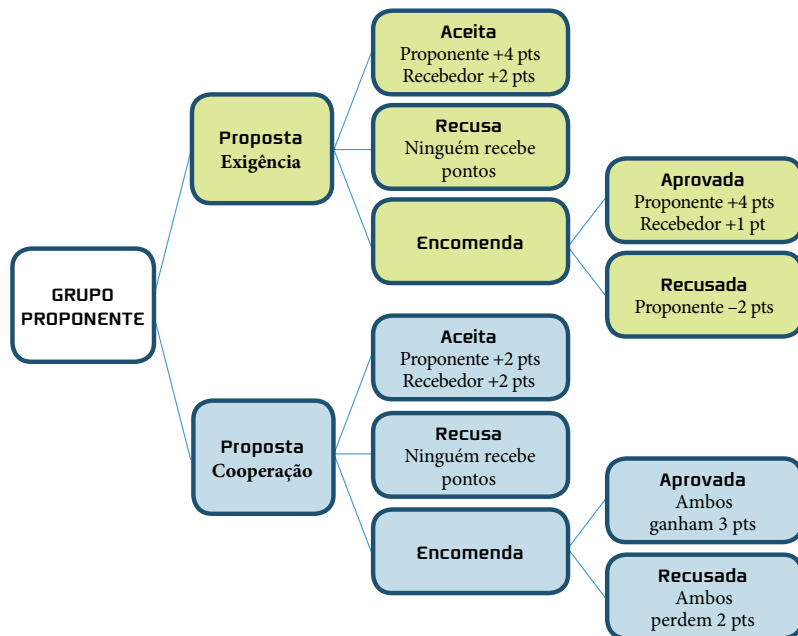 GRUPO
PROPONENTE
Proposta
Exigência
Aceita
Proponente +4 pts
Recebedor +2 pts
Recusa
Ninguém recebe
pontos
Encomenda
Aprovada
Proponente +4 pts
Recebedor +1 pt
Recusada
Proponente –2 pts
Proposta
Cooperação
Aceita
Proponente +2 pts
Recebedor +2 pts
Recusa
Ninguém recebe
pontos
Encomenda
Aprovada
Ambos
ganham 3 pts
Recusada
Ambos
perdem 2 pts